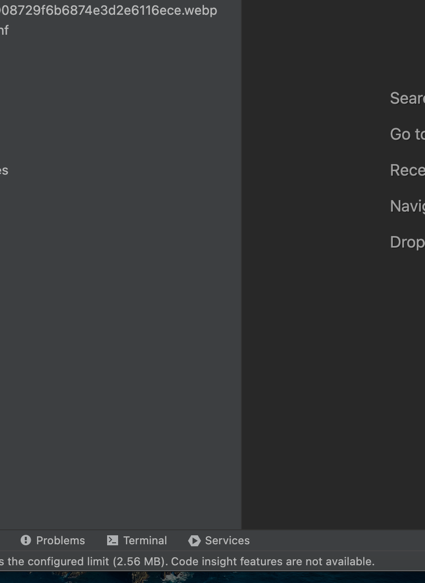 08729f6b6874e3d2e6116ece.webp
nf
es
Sear
Go to
Rece
Navig
Drop
Problems Terminal Services
s the configured limit (2.56 MB). Code insight features are not available.